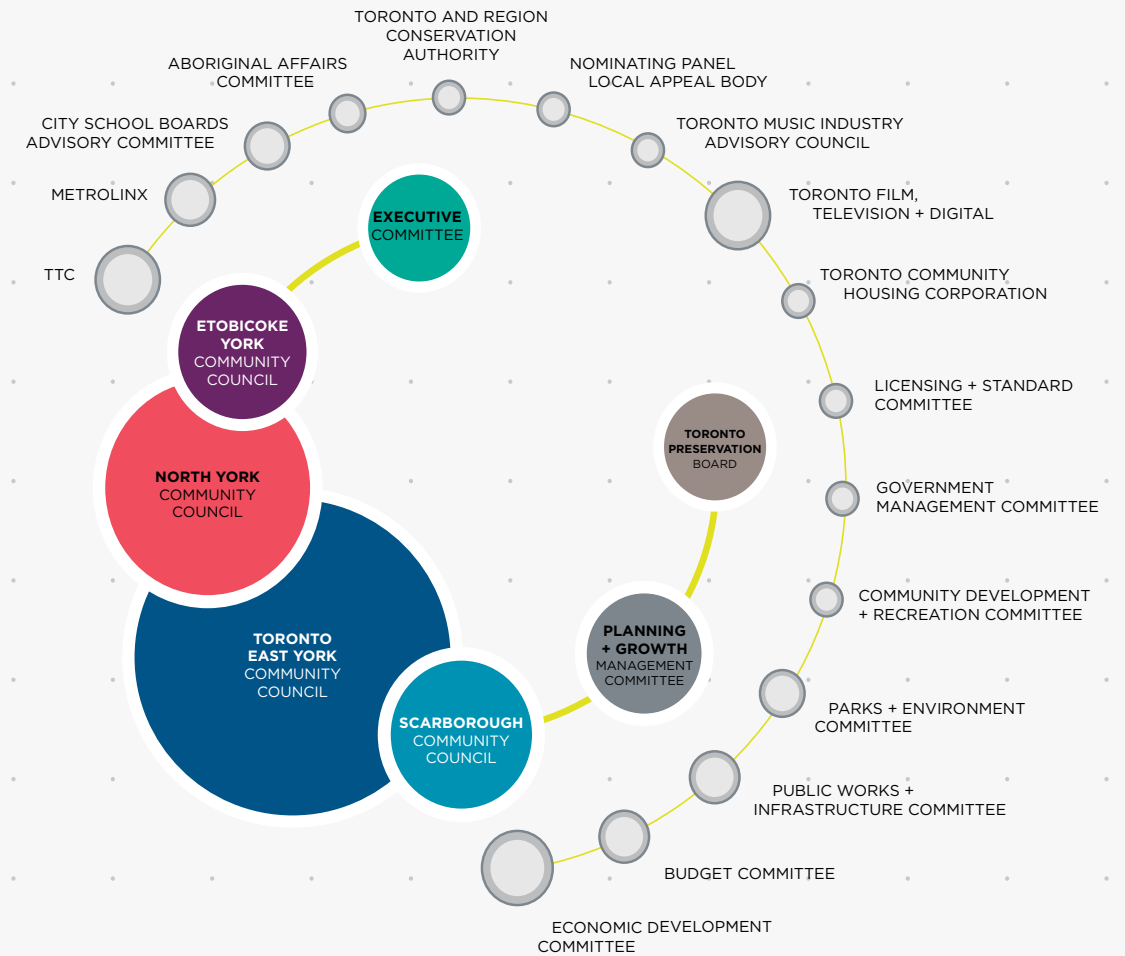 TORONTO AND REGION
CONSERVATION
AUTHORITY
ABORIGINAL AFFAIRS
COMMITTEE
NOMINATING PANEL
LOCAL APPEAL BODY
CITY SCHOOL BOARDS
ADVISORY COMMITTEE
TORONTO MUSIC INDUSTRY
ADVISORY COUNCIL
METROLINX
TORONTO FILM,
TELEVISION + DIGITAL
TTC
TORONTO COMMUNITY
HOUSING CORPORATION
EXECUTIVE
COMMITTEE
ETOBICOKE
YORK
COMMUNITY
COUNCIL
LICENSING + STANDARD
COMMITTEE
TORONTO
PRESERVATION
BOARD
NORTH YORK
COMMUNITY
COUNCIL
GOVERNMENT
MANAGEMENT COMMITTEE
COMMUNITY DEVELOPMENT
+ RECREATION COMMITTEE
TORONTO
EAST YORK
COMMUNITY
COUNCIL
PLANNING
+ GROWTH
MANAGEMENT
COMMITTEE
SCARBOROUGH
COMMUNITY
COUNCIL
PARKS + ENVIRONMENT
COMMITTEE
PUBLIC WORKS +
INFRASTRUCTURE COMMITTEE
BUDGET COMMITTEE
ECONOMIC DEVELOPMENT
COMMITTEE